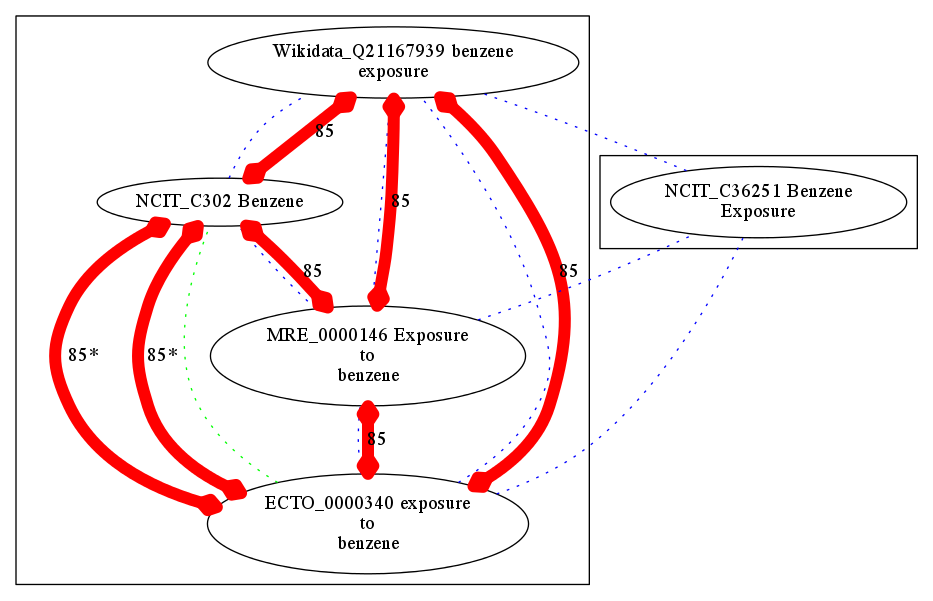 Wikidata_Q21167939 benzene
exposure
85
NCIT_C36251 Benzene
Exposure
NCIT_C302 Benzene
85
85
85
MRE_0000146 Exposure
to
benzene
85*
85*
85
ECTO_0000340 exposure
to
benzene